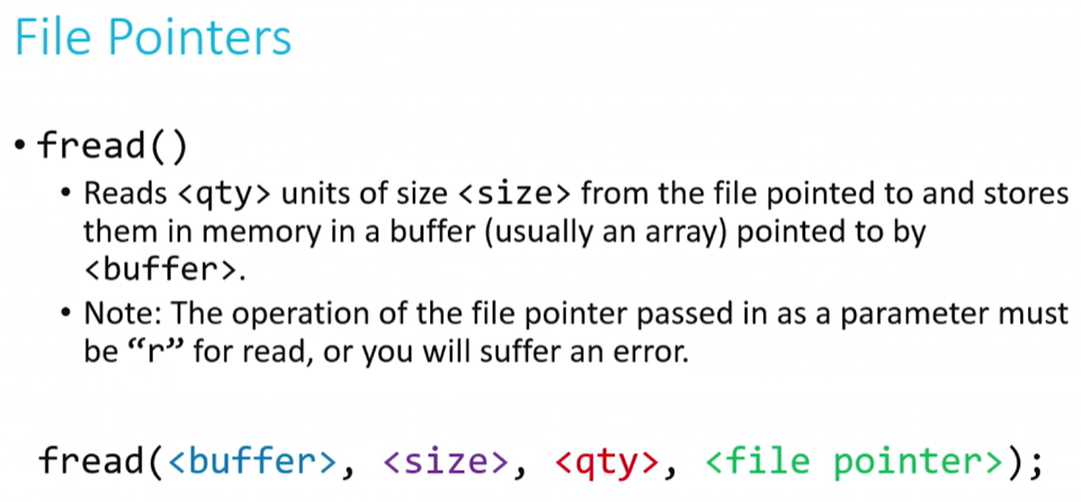 File Pointers
• fread()
• Reads <qty> units of size <size> from the file pointed to and stores
them in memory in a buffer (usually an array) pointed to by
<buffer>.
• Note: The operation of the file pointer passed in as a parameter must
be “r” for read, or you will suffer an error.
fread(<buffer>, <size>, <qty>, <file pointer>);